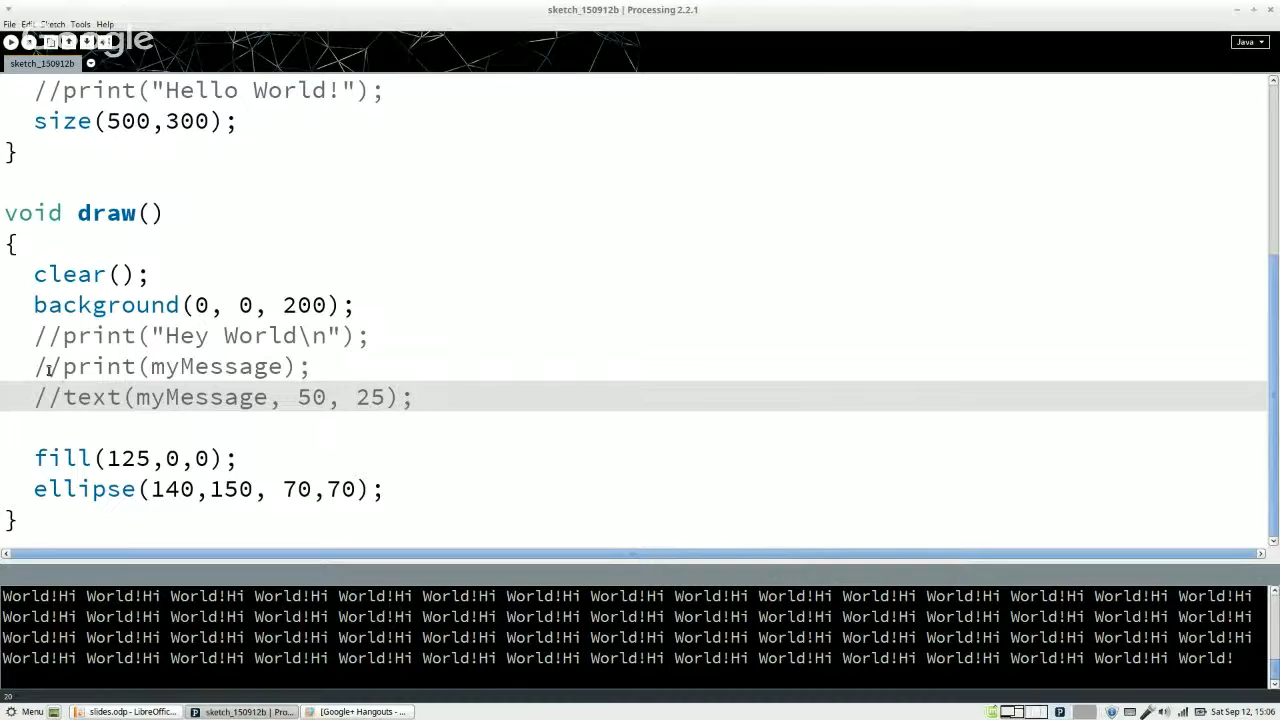 sketch_150912b | Processing 2.2.1
File Edit Sketch Tools Help
Google
Java
sketch_150912b
//print("Hello World!");
size(500,300);
}
void draw()
{
clear();
background(0, 0, 200);
//print("Hey World\n");
//print(myMessage);
//text(myMessage, 50, 25);
fill(125,0,0);
ellipse(140,150, 70,70);
}
World!Hi World!Hi World!Hi World!Hi World!Hi World!Hi World!Hi World!Hi World!Hi World!Hi World!Hi World!Hi World!Hi World!Hi World!Hi
World!Hi World!Hi World!Hi World!Hi World!Hi World!Hi World!Hi World!Hi World!Hi World!Hi World!Hi World!Hi World!Hi World!Hi World!Hi
World!Hi World!Hi World!Hi World!Hi World!Hi World!Hi World!Hi World!Hi World!Hi World!Hi World!Hi World!Hi World!Hi World!Hi World!Hi
World!Hi World!Hi World!Hi World!Hi World!Hi World!Hi World!Hi World!Hi World!Hi World!Hi World!Hi World!Hi World!Hi World!Hi World!
20
Menu slides.odp - LibreOffic... sketch_150912b | Pro... [Google+ Hangouts - ... Sat Sep 12, 15:06